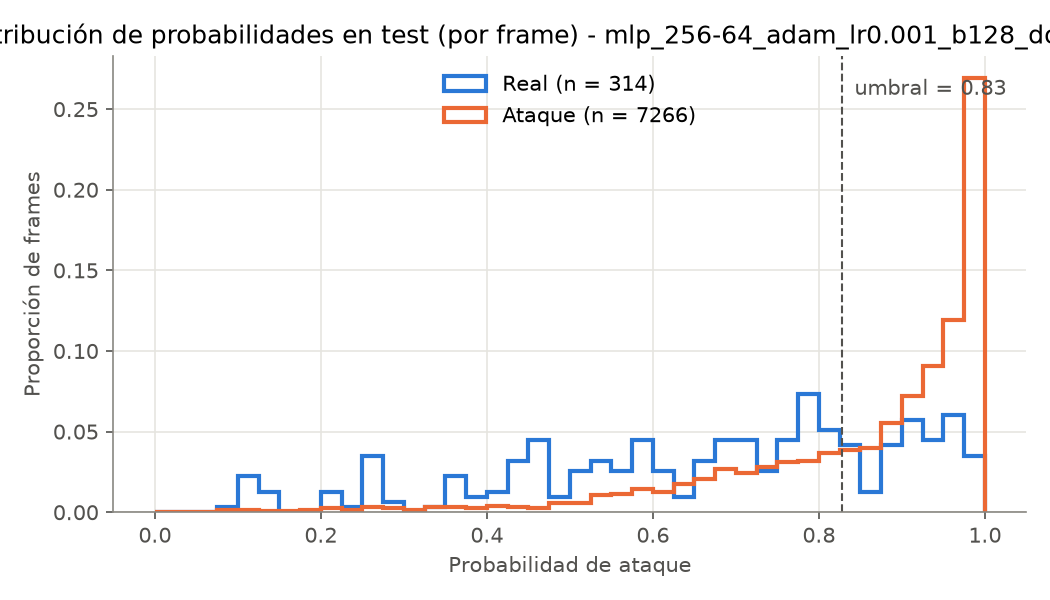 tribución de probabilidades en test (por frame) - mlp_256-64_adam_lr0.001_b128_do
Real (n = 314)
Ataque (n = 7266)
umbral = 0.83
Proporción de frames
0.25
0.20
0.15
0.10
0.05
0.00
0.0 0.2 0.4 0.6 0.8 1.0
Probabilidad de ataque